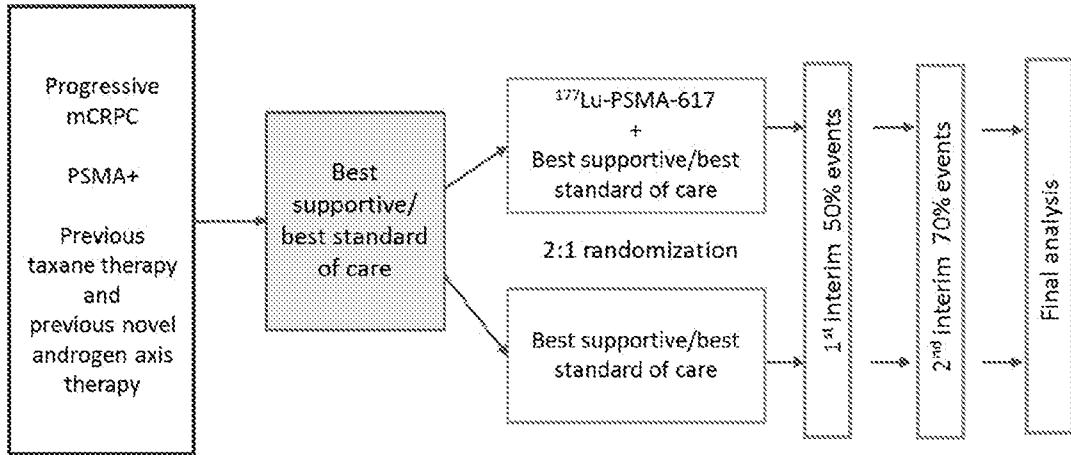 Progressive
mCRPC
PSMA+
Previous
taxane therapy
and
previous novel
androgen axis
therapy
Best
supportive/
best standard
of care
¹⁷⁷Lu-PSMA-617
+
Best supportive/best
standard of care
2:1 randomization
Best supportive/best
standard of care
1st interim 50% events
2nd interim 70% events
Final analysis